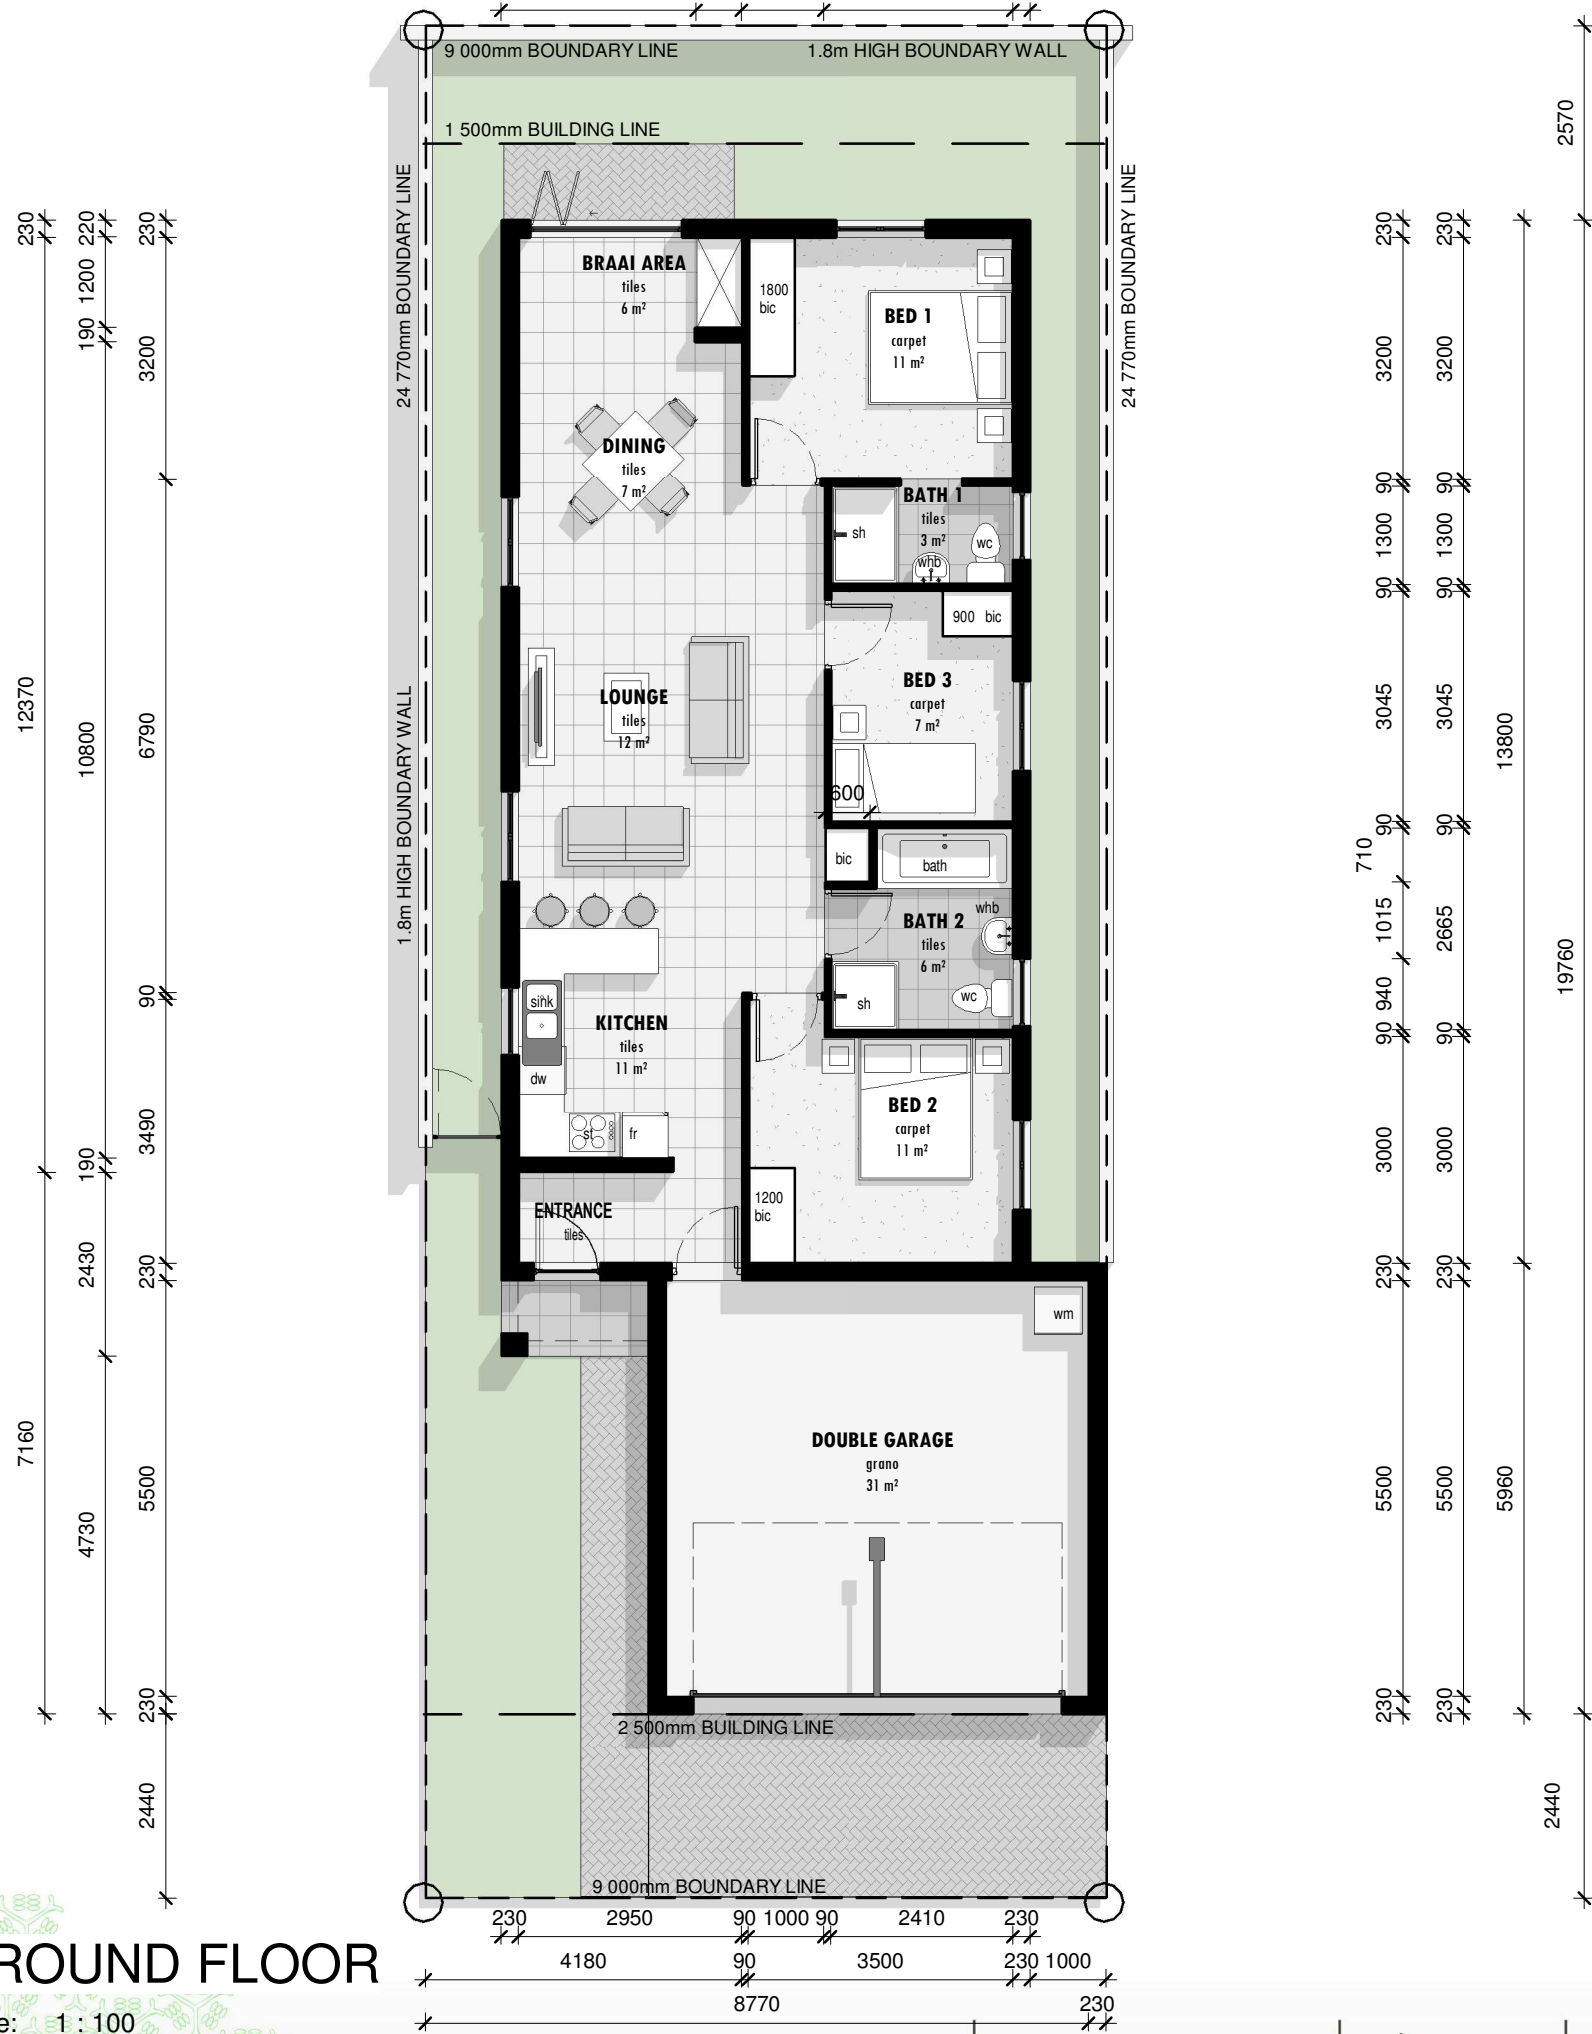 9 000mm BOUNDARY LINE
1.8m HIGH BOUNDARY WALL
1 500mm BUILDING LINE
24 770mm BOUNDARY LINE
24 770mm BOUNDARY LINE
1.8m HIGH BOUNDARY WALL
BRAAI AREA
tiles
6 m²
1800
bic
BED 1
carpet
11 m²
DINING
tiles
7 m²
BATH 1
tiles
3 m²
sh
whb
wc
900 bic
BED 3
carpet
7 m²
LOUNGE
tiles
12 m²
600
bic
bath
BATH 2
tiles
6 m²
whb
sh
wc
sink
KITCHEN
tiles
11 m²
dw
st
fr
BED 2
carpet
11 m²
1200
bic
ENTRANCE
tiles
wm
DOUBLE GARAGE
grano
31 m²
2 500mm BUILDING LINE
9 000mm BOUNDARY LINE
230
12370
7160
220
1200
190
10800
190
2430
4730
230
3200
6790
90
3490
230
5500
230
2440
230
3200
90
1300
90
3045
90
710
1015
940
90
3000
230
5500
230
230
3200
90
1300
90
3045
90
2665
90
3000
230
5500
230
13800
5960
2570
19760
2440
230 2950 90 1000 90 2410 230
4180 90 3500 230 1000
8770 230
ROUND FLOOR
e: 1 : 100